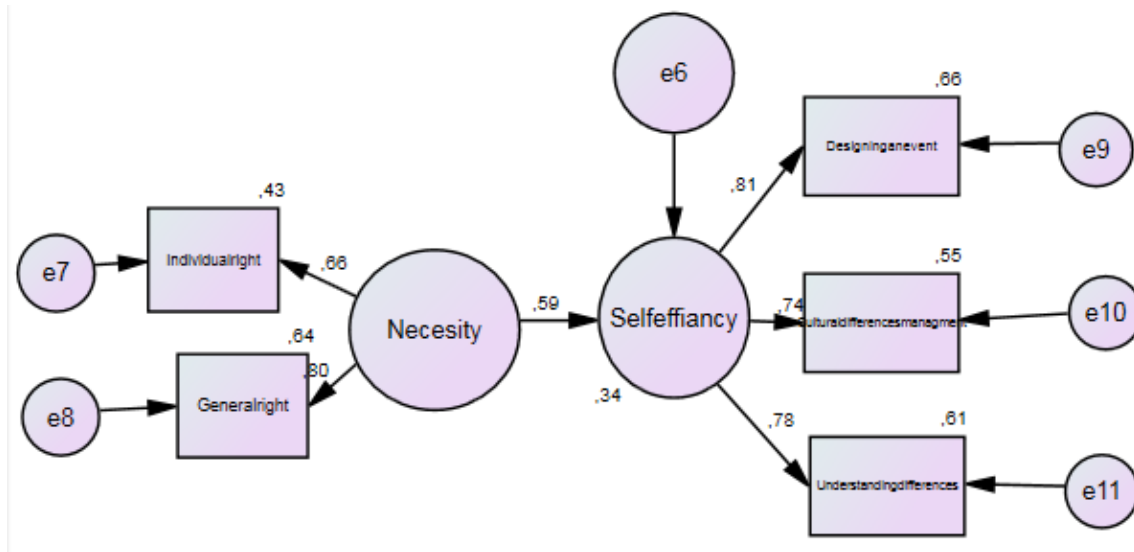 e6
,66
Designinganevent
e9
,81
,43
Individualright
e7
,66
,55
,59
Necesity
Selfeffiancy
,74
Culturaldifferencesmanagment
e10
,64
,80
Generalright
e8
,34
,78
,61
Understandingdifferences
e11